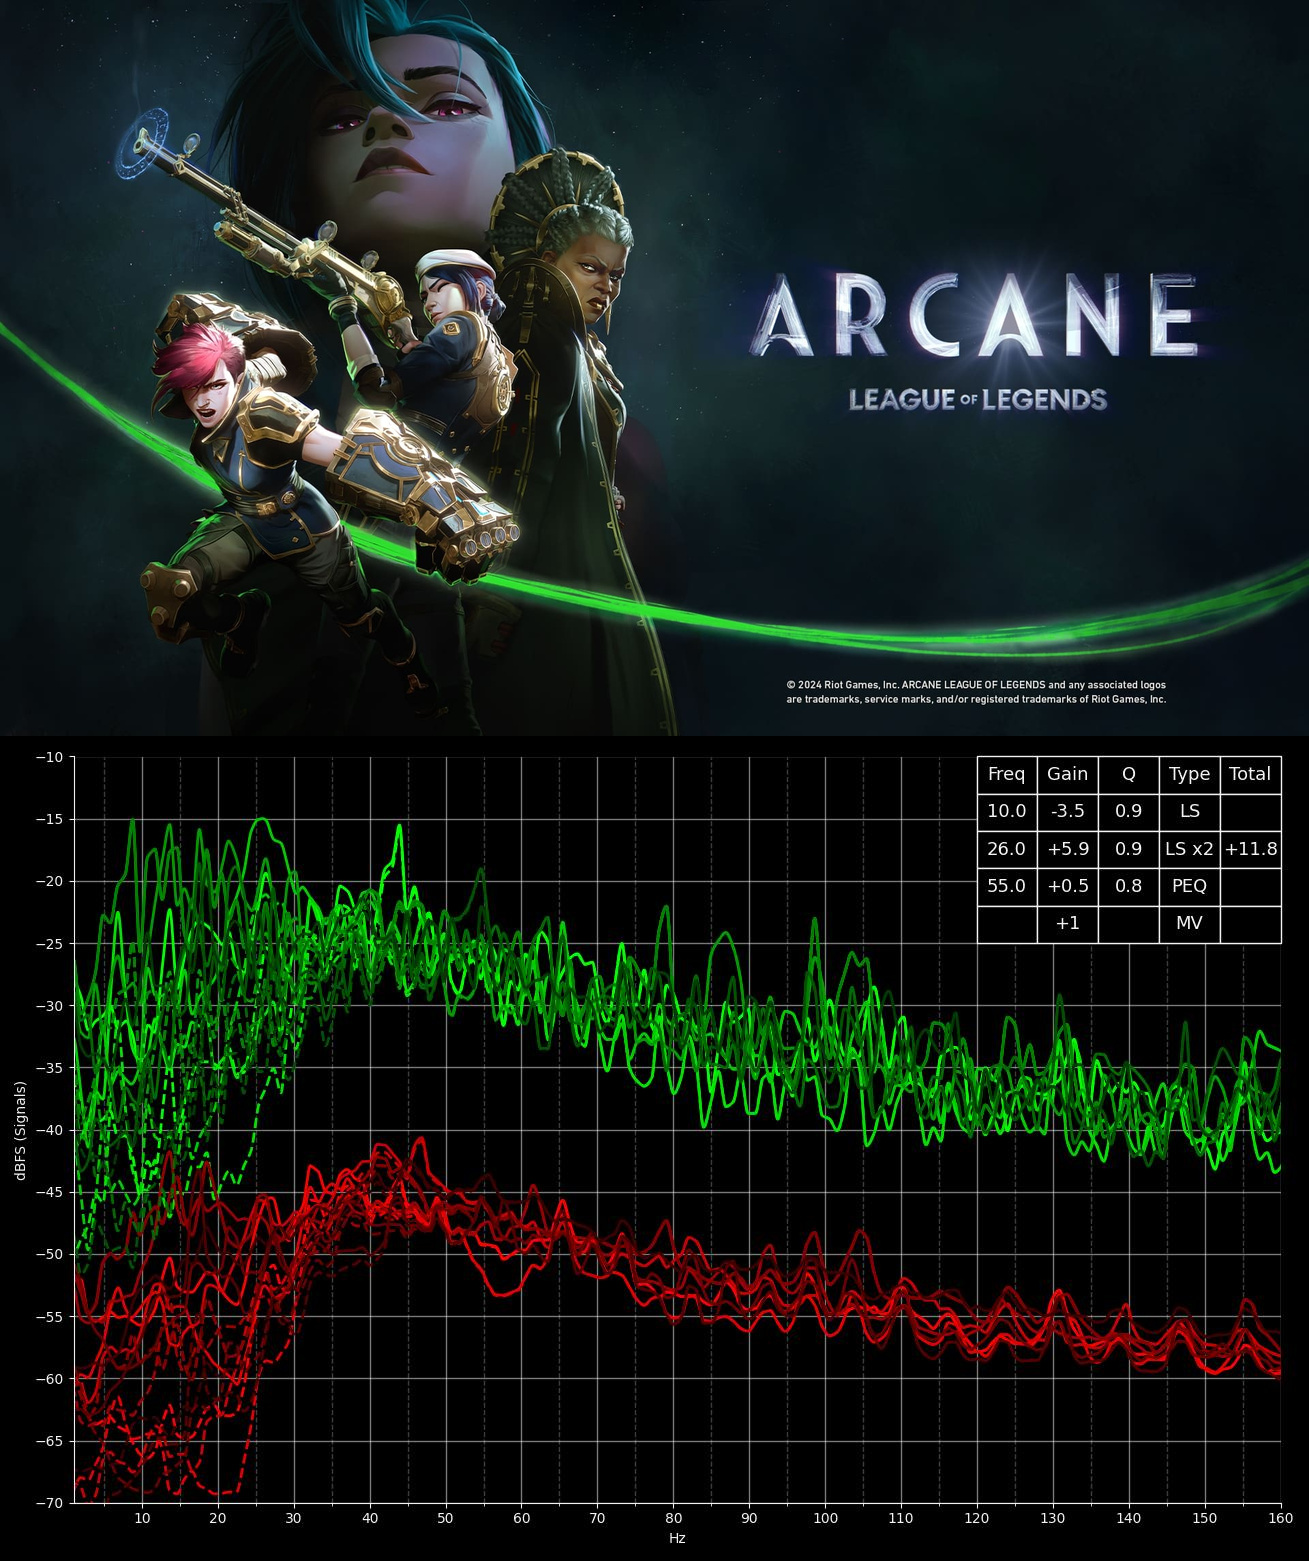 ARCANE
LEAGUE OF LEGENDS
© 2024 Riot Games, Inc. ARCANE LEAGUE OF LEGENDS and any associated logos
are trademarks, service marks, and/or registered trademarks of Riot Games, Inc.
Freq Gain Q Type Total
10.0 -3.5 0.9 LS
26.0 +5.9 0.9 LS x2 +11.8
55.0 +0.5 0.8 PEQ
+1 MV
dBFS (Signals)
−10
−15
−20
−25
−30
−35
−40
−45
−50
−55
−60
−65
−70
10 20 30 40 50 60 70 80 90 100 110 120 130 140 150 160
Hz